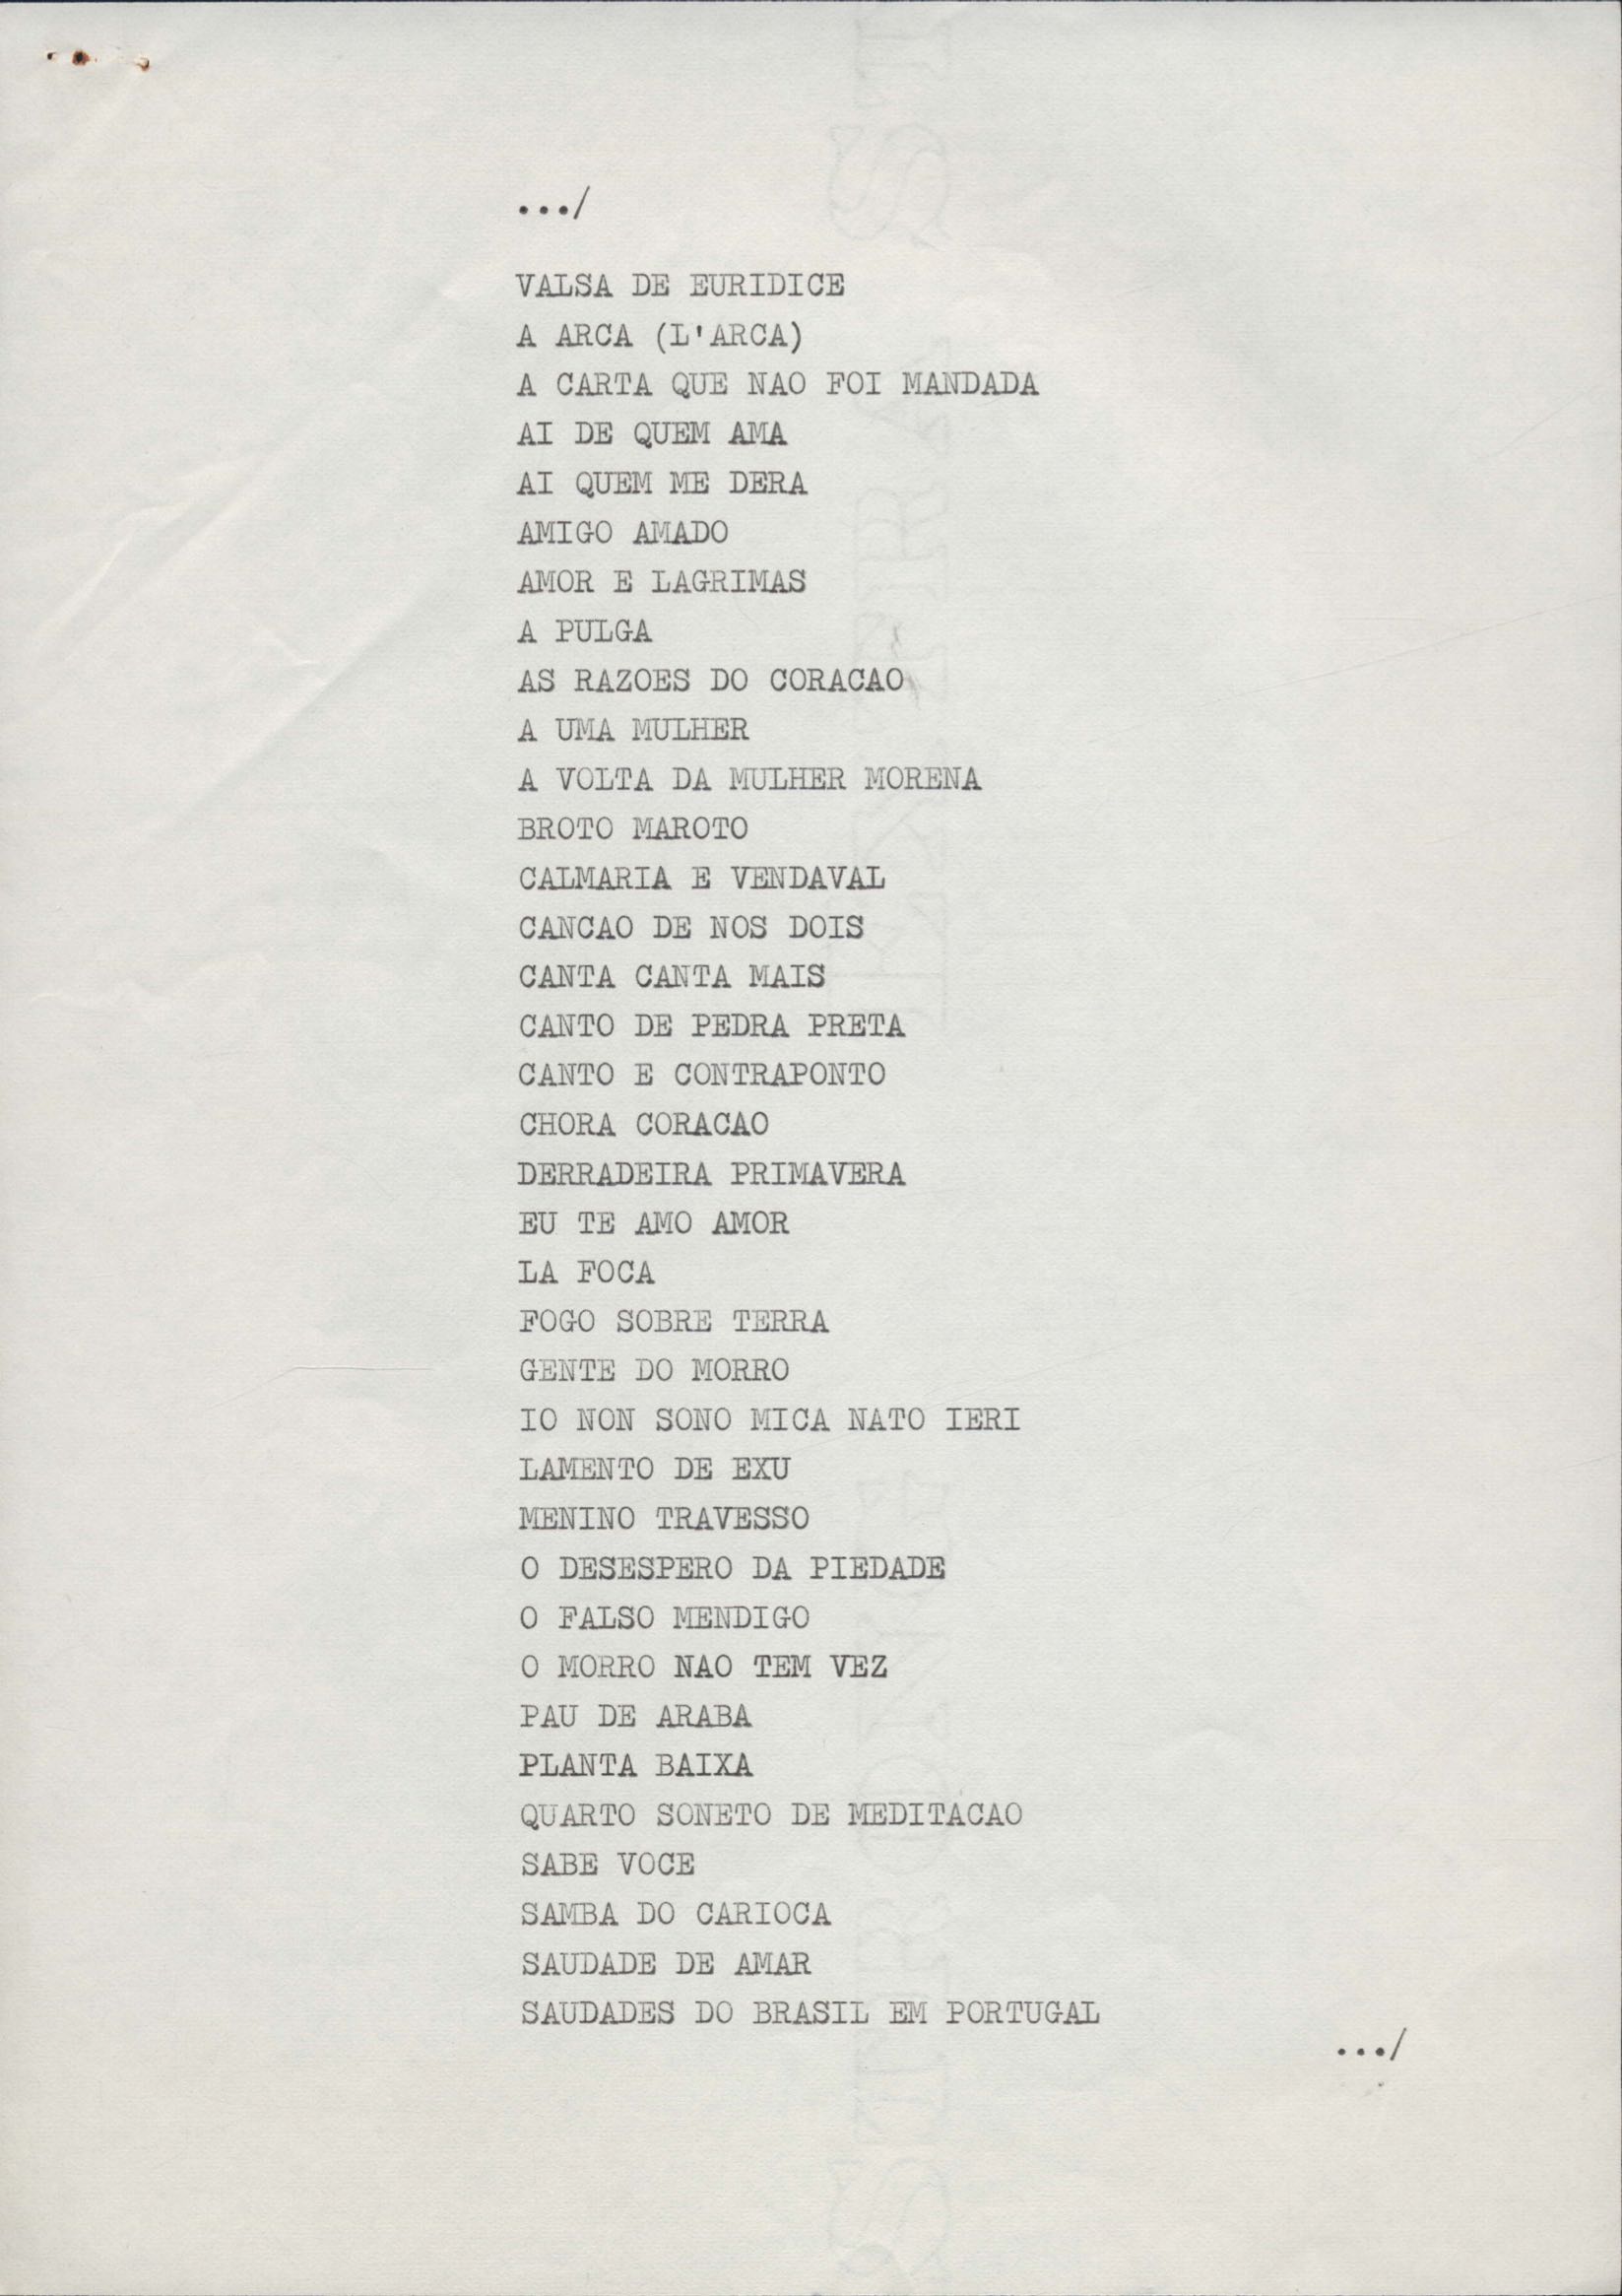 .../
VALSA DE EURIDICE
A ARCA (L'ARCA)
A CARTA QUE NAO FOI MANDADA
AI DE QUEM AMA
AI QUEM ME DERA
AMIGO AMADO
AMOR E LAGRIMAS
A PULGA
AS RAZOES DO CORACAO
A UMA MULHER
A VOLTA DA MULHER MORENA
BROTO MAROTO
CALMARIA E VENDAVAL
CANCAO DE NOS DOIS
CANTA CANTA MAIS
CANTO DE PEDRA PRETA
CANTO E CONTRAPONTO
CHORA CORACAO
DERRADEIRA PRIMAVERA
EU TE AMO AMOR
LA FOCA
FOGO SOBRE TERRA
GENTE DO MORRO
IO NON SONO MICA NATO IERI
LAMENTO DE EXU
MENINO TRAVESSO
O DESESPERO DA PIEDADE
O FALSO MENDIGO
O MORRO NAO TEM VEZ
PAU DE ARABA
PLANTA BAIXA
QUARTO SONETO DE MEDITACAO
SABE VOCE
SAMBA DO CARIOCA
SAUDADE DE AMAR
SAUDADES DO BRASIL EM PORTUGAL
.../